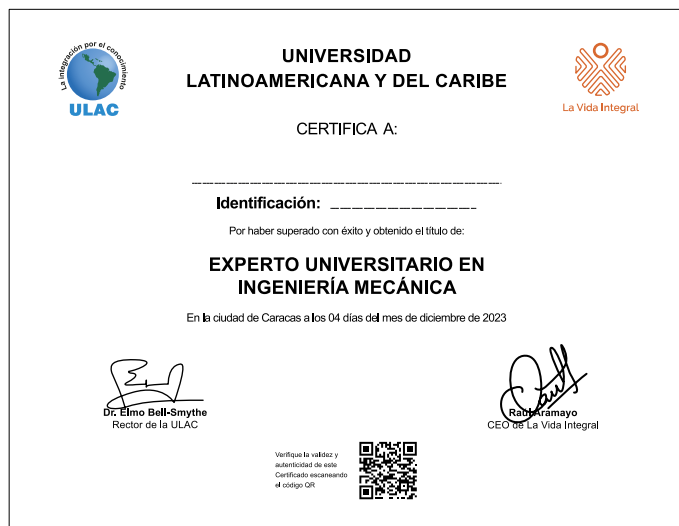 La integración por el conocimiento
ULAC
UNIVERSIDAD
LATINOAMERICANA Y DEL CARIBE
La Vida Integral
CERTIFICA A:
Identificación:
Por haber superado con éxito y obtenido el título de:
EXPERTO UNIVERSITARIO EN
INGENIERÍA MECÁNICA
En la ciudad de Caracas a los 04 días del mes de diciembre de 2023
Dr. Elmo Bell-Smythe
Rector de la ULAC
Raúl Aramayo
CEO de La Vida Integral
Verifique la validez y
autenticidad de este
Certificado escaneando
el código QR